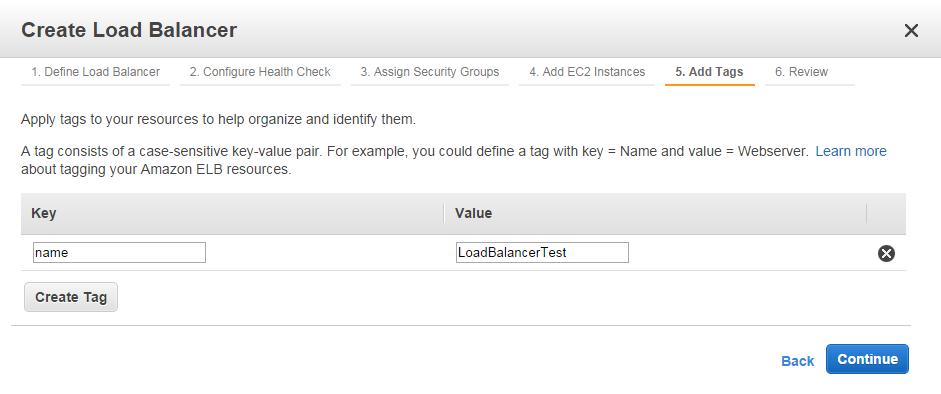 Create Load Balancer
1. Define Load Balancer 2. Configure Health Check 3. Assign Security Groups 4. Add EC2 Instances 5. Add Tags 6. Review
Apply tags to your resources to help organize and identify them.
A tag consists of a case-sensitive key-value pair. For example, you could define a tag with key = Name and value = Webserver. Learn more
about tagging your Amazon ELB resources.
Key Value
name LoadBalancerTest
Create Tag
Back Continue